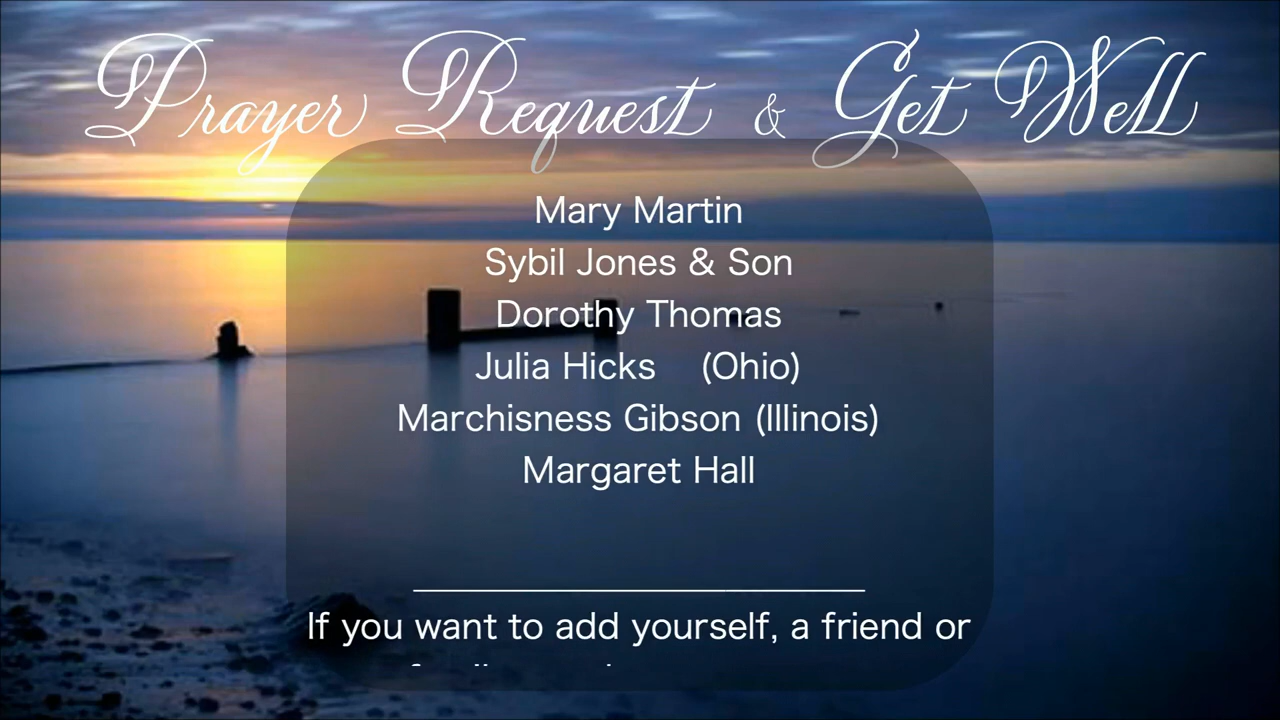 Prayer Request & Get Well
Mary Martin
Sybil Jones & Son
Dorothy Thomas
Julia Hicks (Ohio)
Marchisness Gibson (Illinois)
Margaret Hall
If you want to add yourself, a friend or